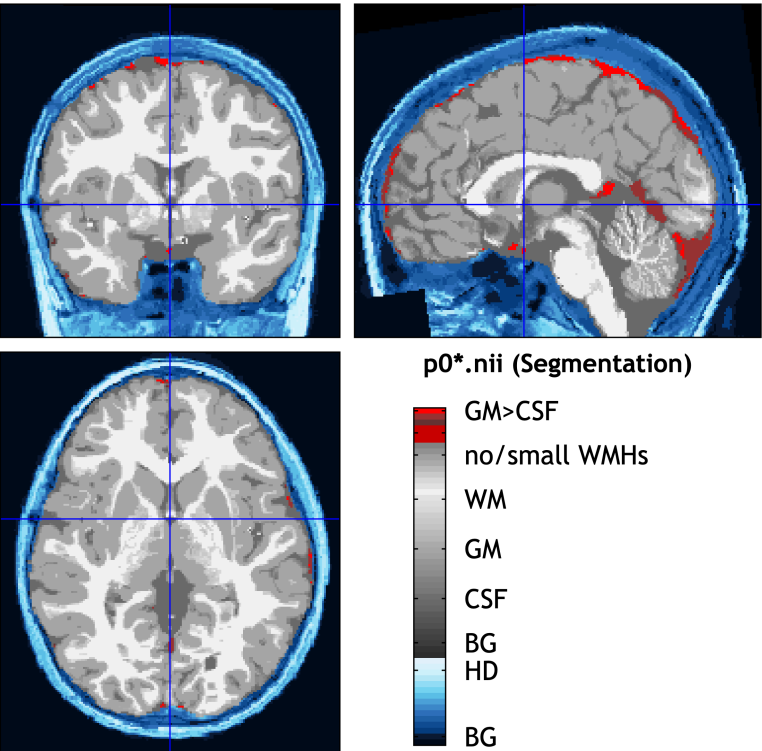 p0*.nii (Segmentation)
GM>CSF
no/small WMHs
WM
GM
CSF
BG
HD
BG